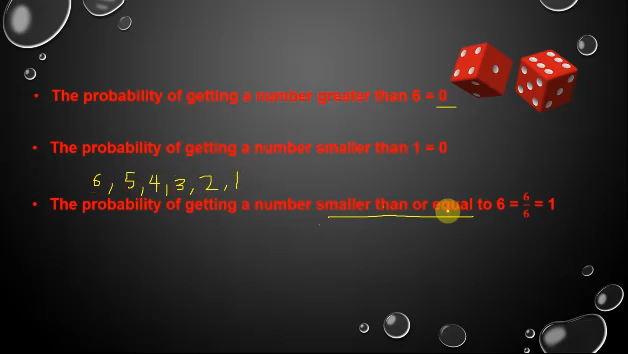 • The probability of getting a number greater than 6 = 0
• The probability of getting a number smaller than 1 = 0
6, 5, 4, 3, 2, 1
• The probability of getting a number smaller than or equal to 6 = 6/6 = 1